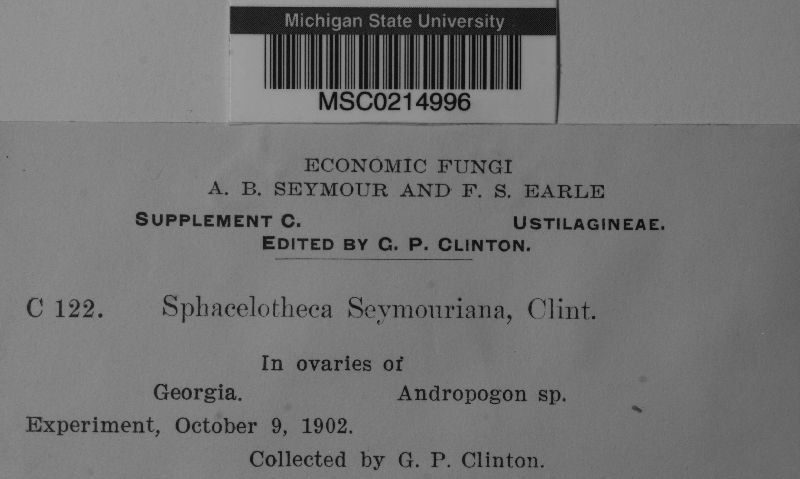 Michigan State University
MSC0214996
ECONOMIC FUNGI
A. B. SEYMOUR AND F. S. EARLE
SUPPLEMENT C. USTILAGINEAE.
EDITED BY G. P. CLINTON.
C 122. Sphacelotheca Seymouriana, Clint.
In ovaries of
Georgia. Andropogon sp.
Experiment, October 9, 1902.
Collected by G. P. Clinton.